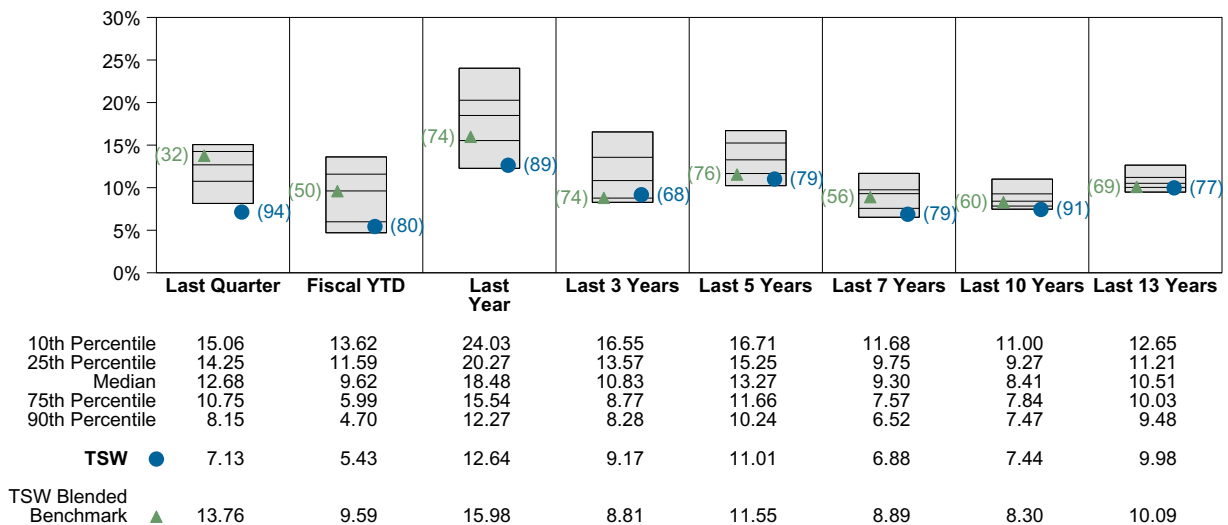 30%
25%
20%
15%
10%
5%
0%
(32)
(94)
(50)
(80)
(74)
(89)
(74)
(68)
(76)
(79)
(56)
(79)
(60)
(91)
(69)
(77)
Last Quarter Fiscal YTD Last Year Last 3 Years Last 5 Years Last 7 Years Last 10 Years Last 13 Years
10th Percentile 15.06 13.62 24.03 16.55 16.71 11.68 11.00 12.65
25th Percentile 14.25 11.59 20.27 13.57 15.25 9.75 9.27 11.21
Median 12.68 9.62 18.48 10.83 13.27 9.30 8.41 10.51
75th Percentile 10.75 5.99 15.54 8.77 11.66 7.57 7.84 10.03
90th Percentile 8.15 4.70 12.27 8.28 10.24 6.52 7.47 9.48
TSW 7.13 5.43 12.64 9.17 11.01 6.88 7.44 9.98
TSW Blended
Benchmark 13.76 9.59 15.98 8.81 11.55 8.89 8.30 10.09